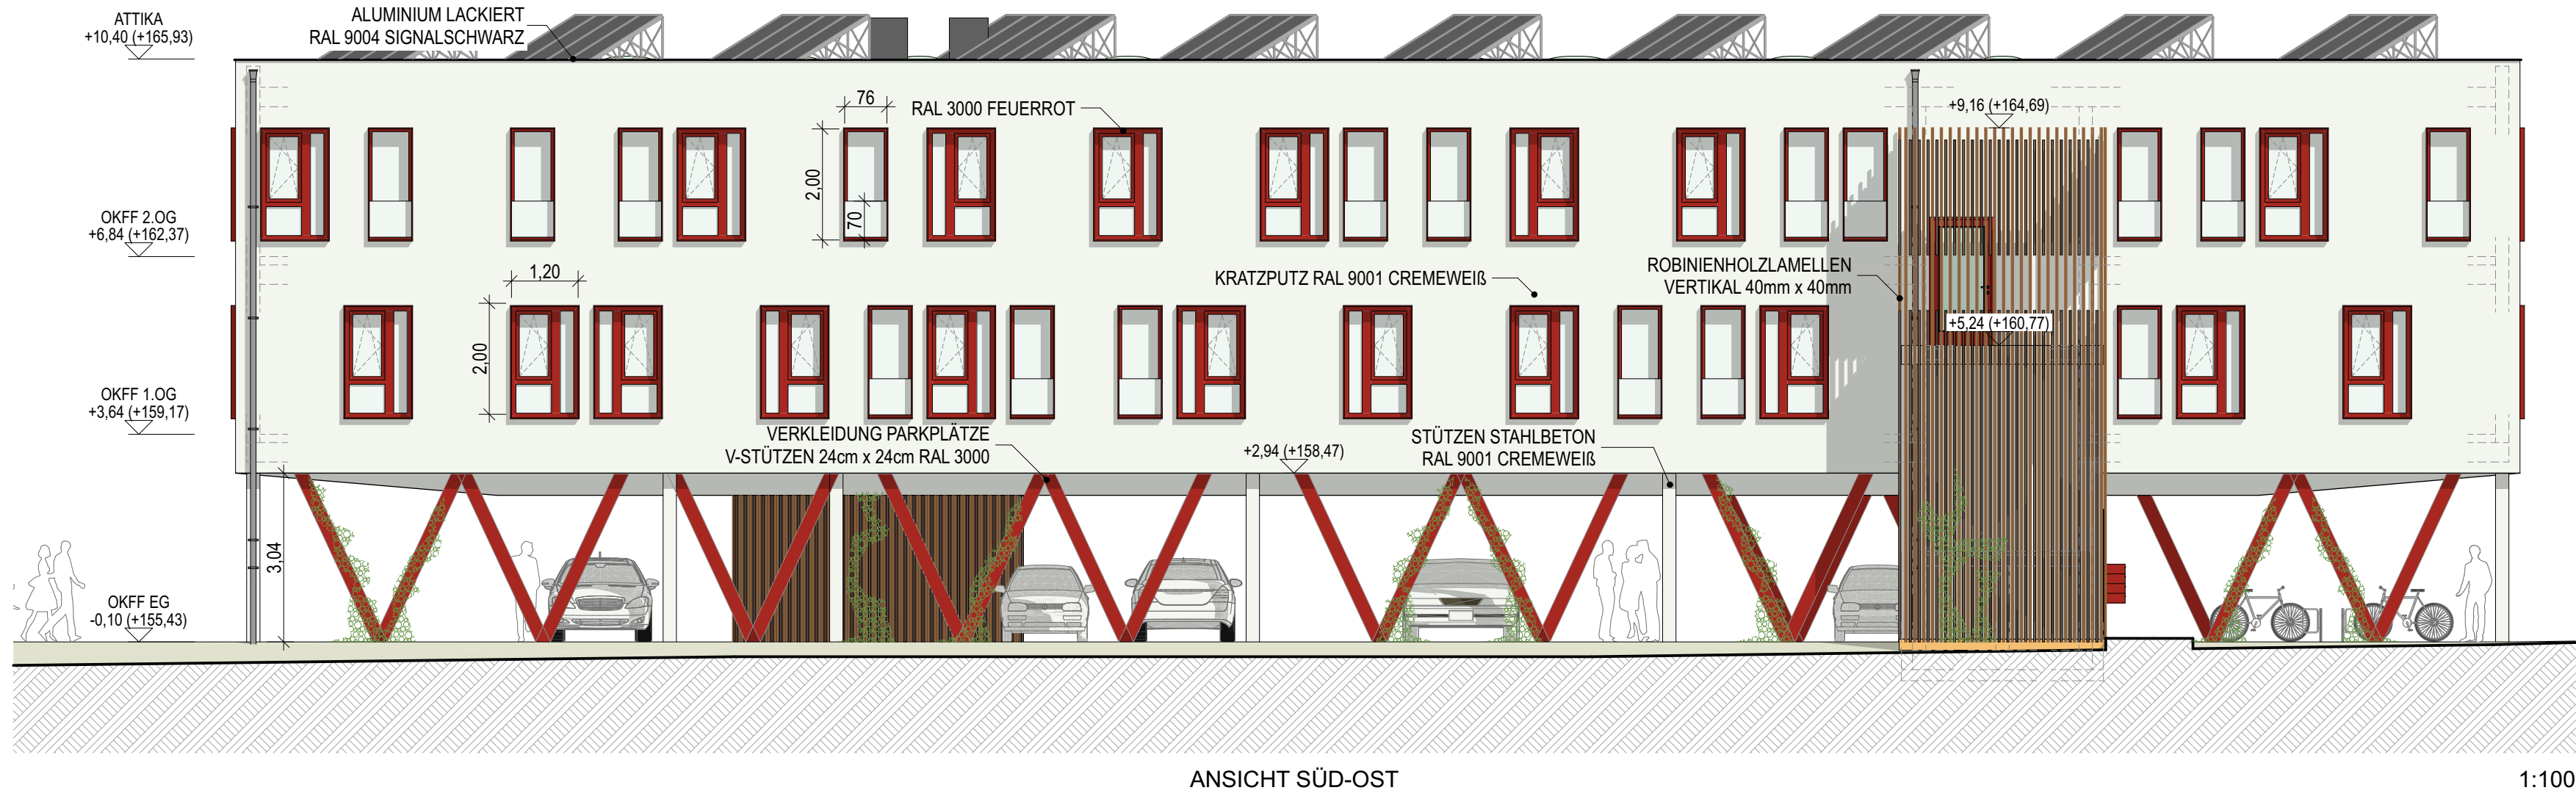 ATTIKA
+10,40 (+165,93)
ALUMINIUM LACKIERT
RAL 9004 SIGNALSCHWARZ
76
RAL 3000 FEUERROT
+9,16 (+164,69)
2,00
70
OKFF 2.OG
+6,84 (+162,37)
1,20
KRATZPUTZ RAL 9001 CREMEWEIß
ROBINIENHOLZLAMELLEN
VERTIKAL 40mm x 40mm
+5,24 (+160,77)
2,00
OKFF 1.OG
+3,64 (+159,17)
VERKLEIDUNG PARKPLÄTZE
V-STÜTZEN 24cm x 24cm RAL 3000
+2,94 (+158,47)
STÜTZEN STAHLBETON
RAL 9001 CREMEWEIß
3,04
OKFF EG
-0,10 (+155,43)
ANSICHT SÜD-OST
1:100